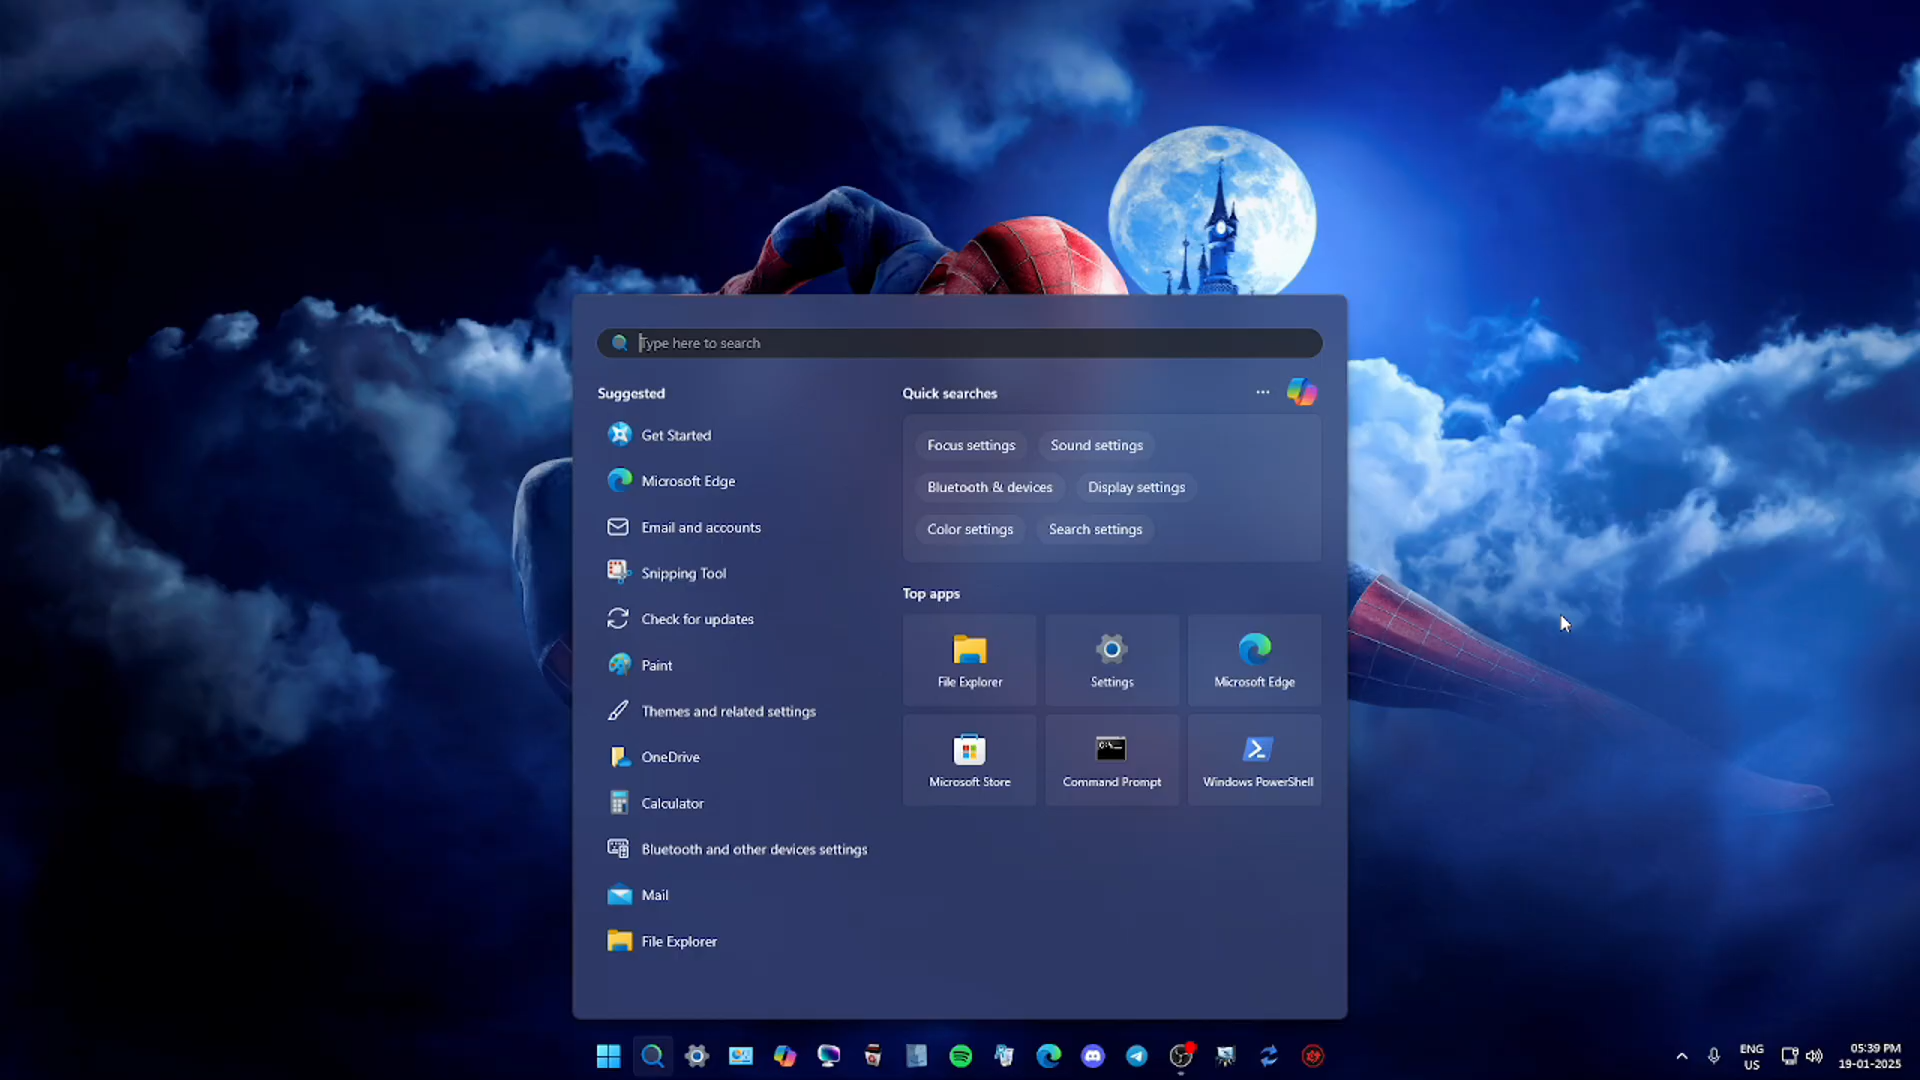 Type here to search
Suggested
Get Started
Microsoft Edge
Email and accounts
Snipping Tool
Check for updates
Paint
Themes and related settings
OneDrive
Calculator
Bluetooth and other devices settings
Mail
File Explorer
Quick searches
Focus settings
Sound settings
Bluetooth & devices
Display settings
Color settings
Search settings
Top apps
File Explorer
Settings
Microsoft Edge
Microsoft Store
Command Prompt
Windows PowerShell
ENG
US
05:39 PM
19-01-2025